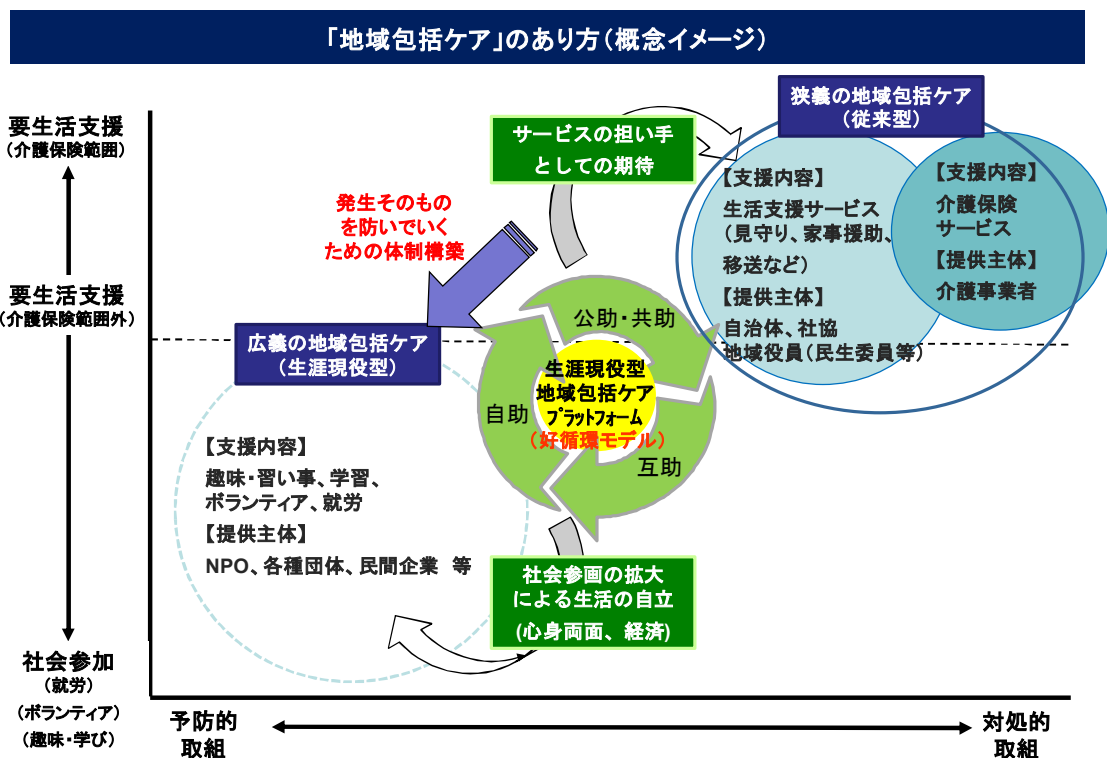 「地域包括ケア」のあり方(概念イメージ)
要生活支援
(介護保険範囲)
要生活支援
(介護保険範囲外)
社会参加
(就労)
(ボランティア)
(趣味・学び)
サービスの担い手
としての期待
狭義の地域包括ケア
(従来型)
【支援内容】
生活支援サービス
(見守り、家事援助、
移送など)
【提供主体】
自治体、社協
地域役員(民生委員等)
【支援内容】
介護保険
サービス
【提供主体】
介護事業者
発生そのもの
を防いでいく
ための体制構築
広義の地域包括ケア
(生涯現役型)
公助・共助
自助
互助
生涯現役型
地域包括ケア
プラットフォーム
(好循環モデル)
【支援内容】
趣味・習い事、学習、
ボランティア、就労
【提供主体】
NPO、各種団体、民間企業 等
社会参画の拡大
による生活の自立
(心身両面、経済)
予防的
取組
対処的
取組